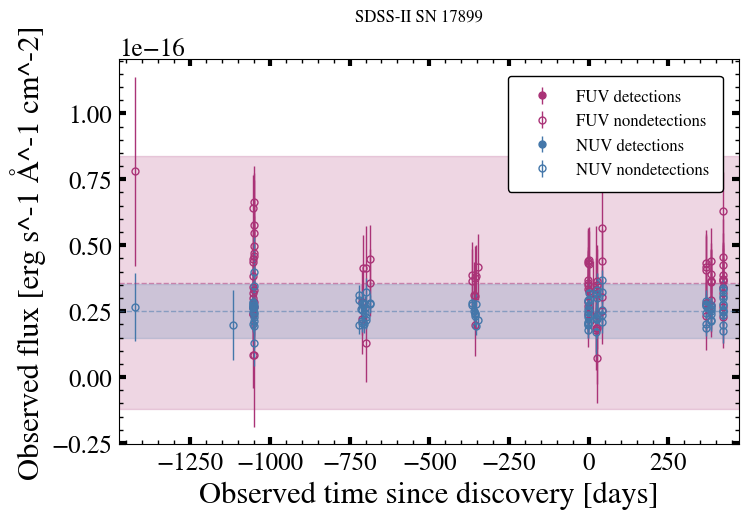 SDSS-II SN 17899
1e−16
Observed flux [erg s^-1 Å^-1 cm^-2]
1.00
0.75
0.50
0.25
0.00
−0.25
FUV detections
FUV nondetections
NUV detections
NUV nondetections
−1250 −1000 −750 −500 −250 0 250
Observed time since discovery [days]